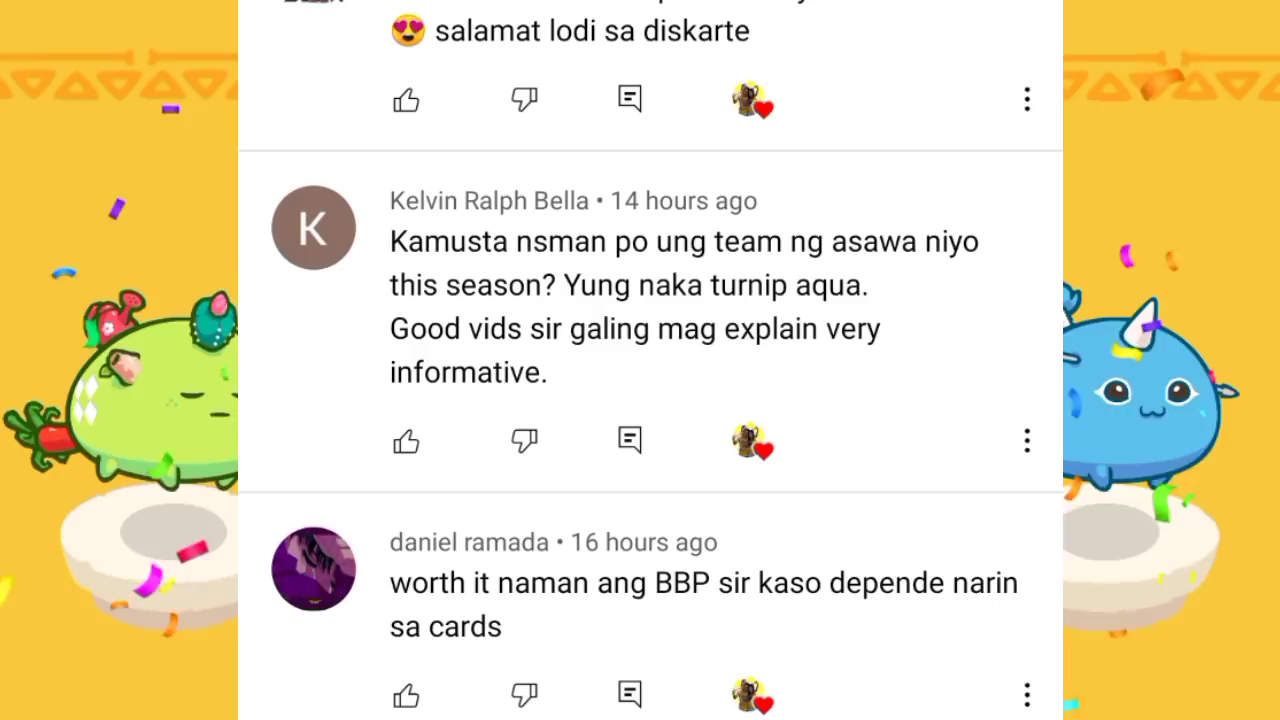 😍 salamat lodi sa diskarte
Kelvin Ralph Bella • 14 hours ago
K
Kamusta nsman po ung team ng asawa niyo
this season? Yung naka turnip aqua.
Good vids sir galing mag explain very
informative.
daniel ramada • 16 hours ago
worth it naman ang BBP sir kaso depende narin
sa cards